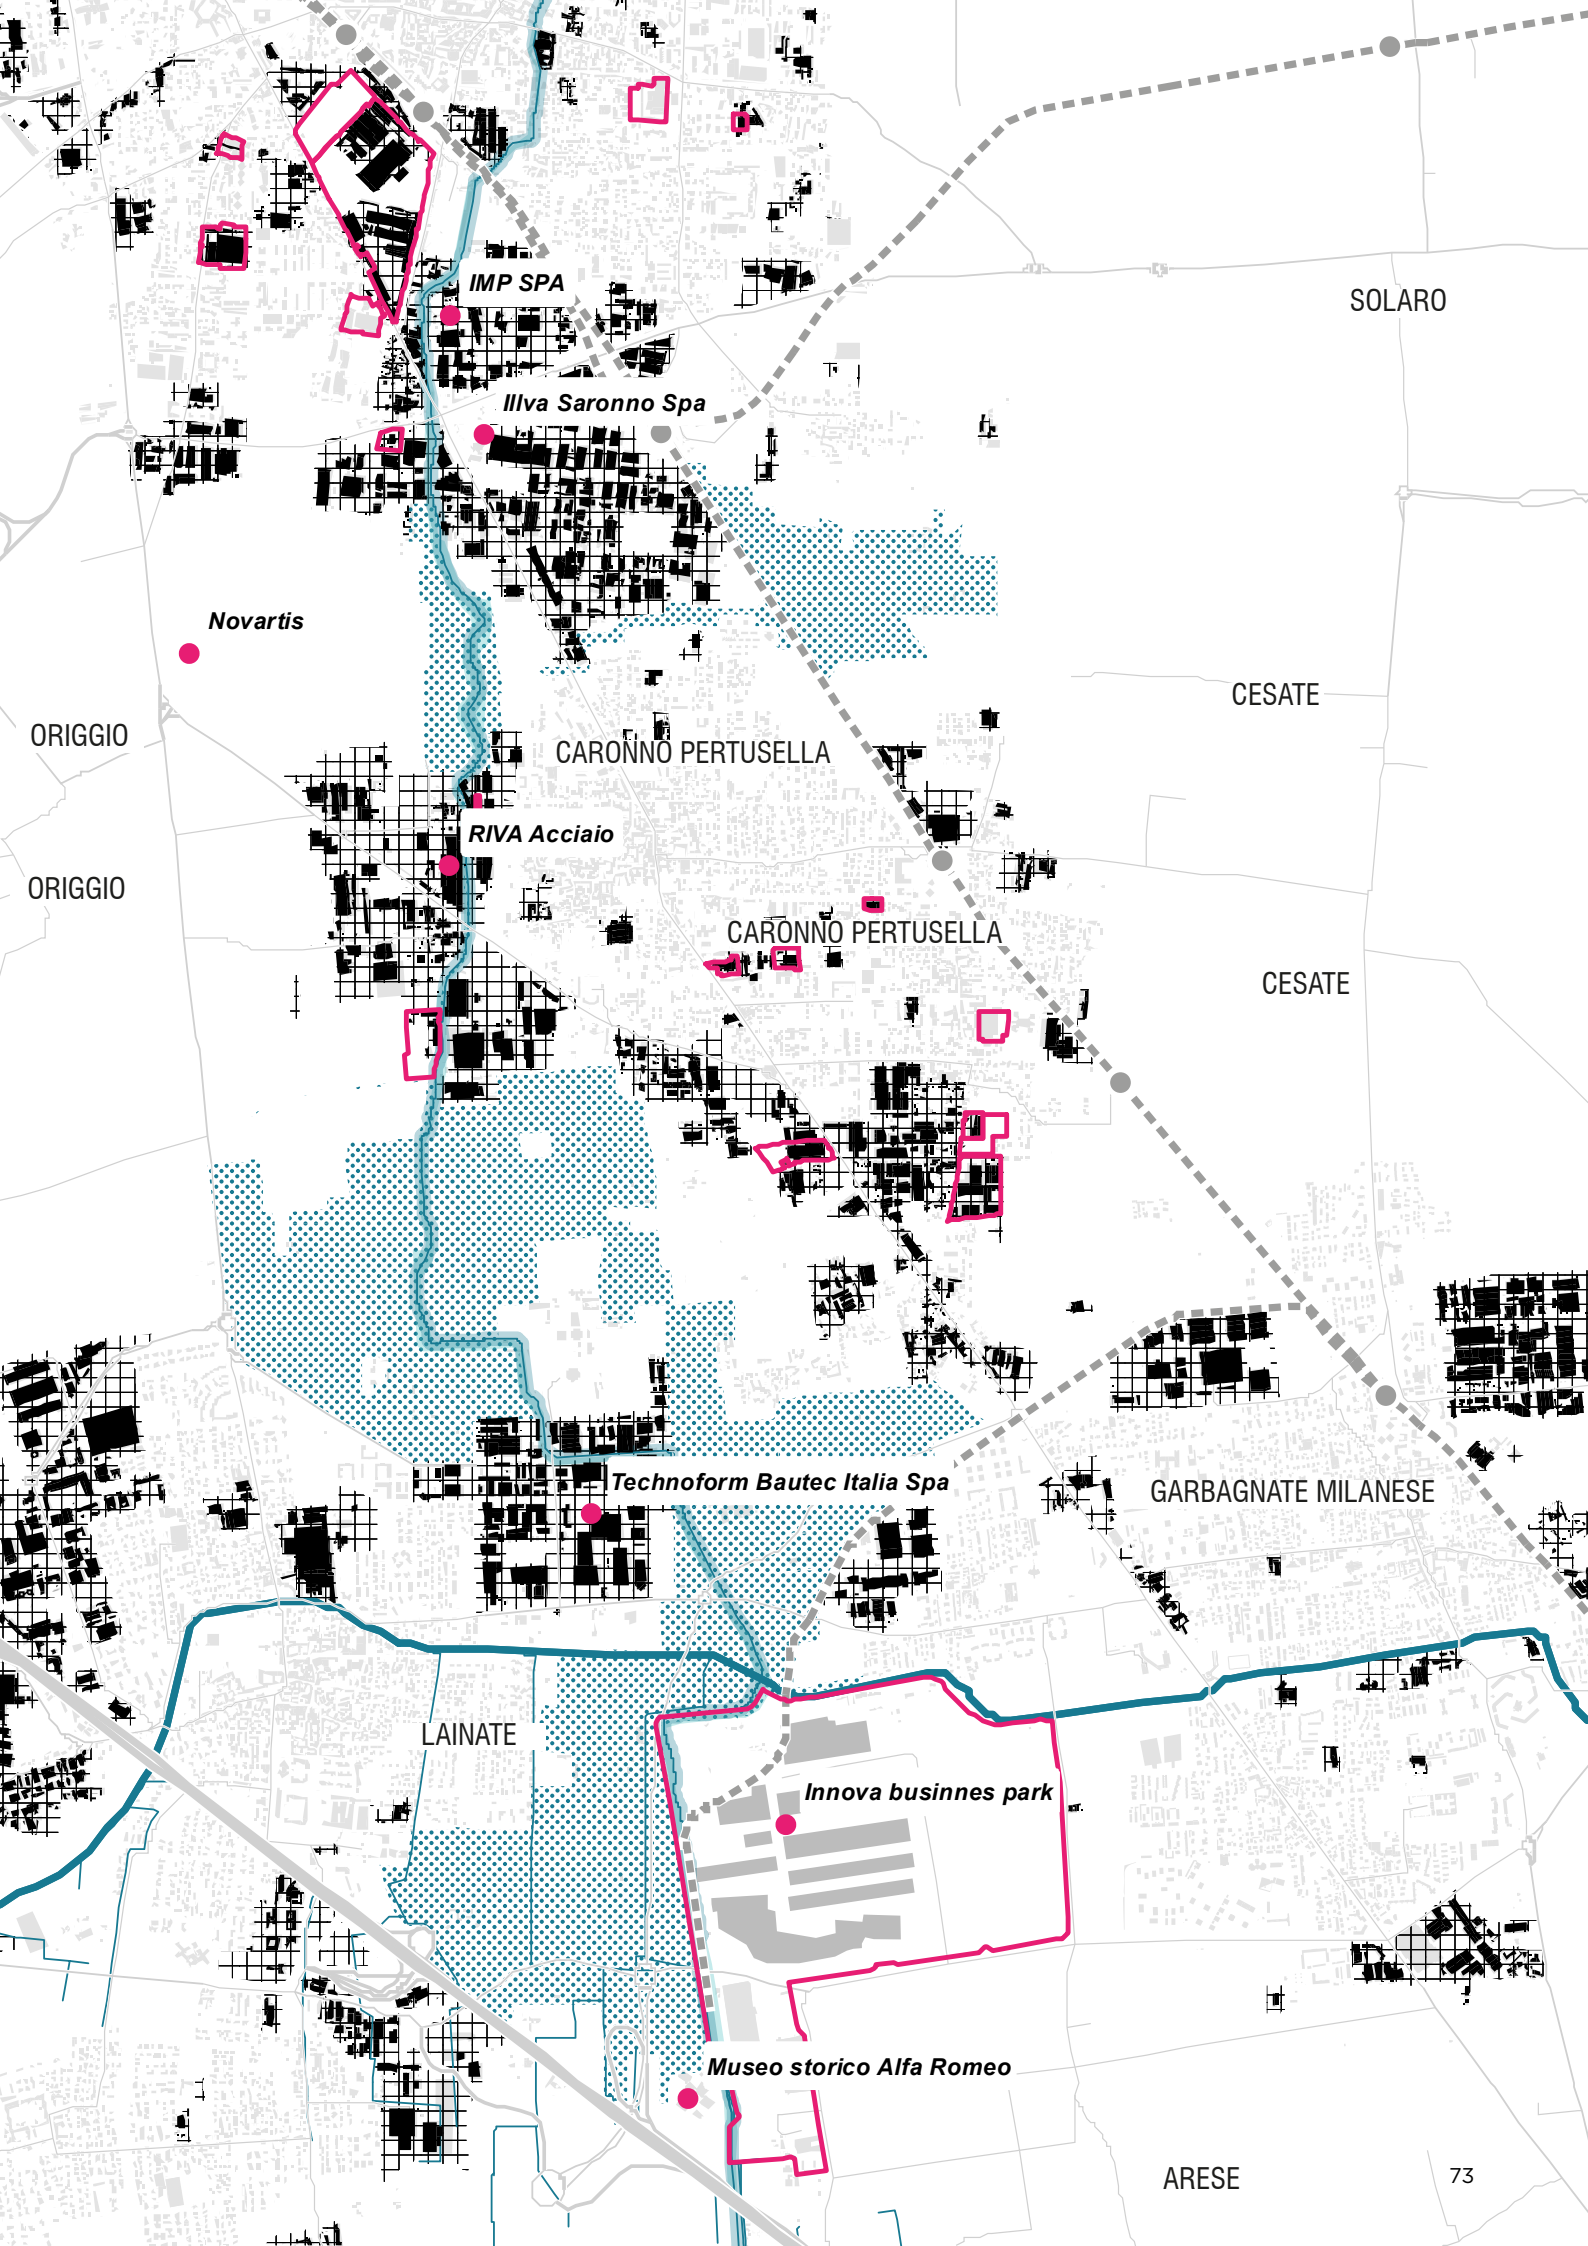 IMP SPA
SOLARO
Illva Saronno Spa
Novartis
CESATE
ORIGGIO
CARONNO PERTUSELLA
RIVA Acciaio
ORIGGIO
CARONNO PERTUSELLA
CESATE
Technoform Bautec Italia Spa
GARBAGNATE MILANESE
LAINATE
Innova businnes park
Museo storico Alfa Romeo
ARESE
73